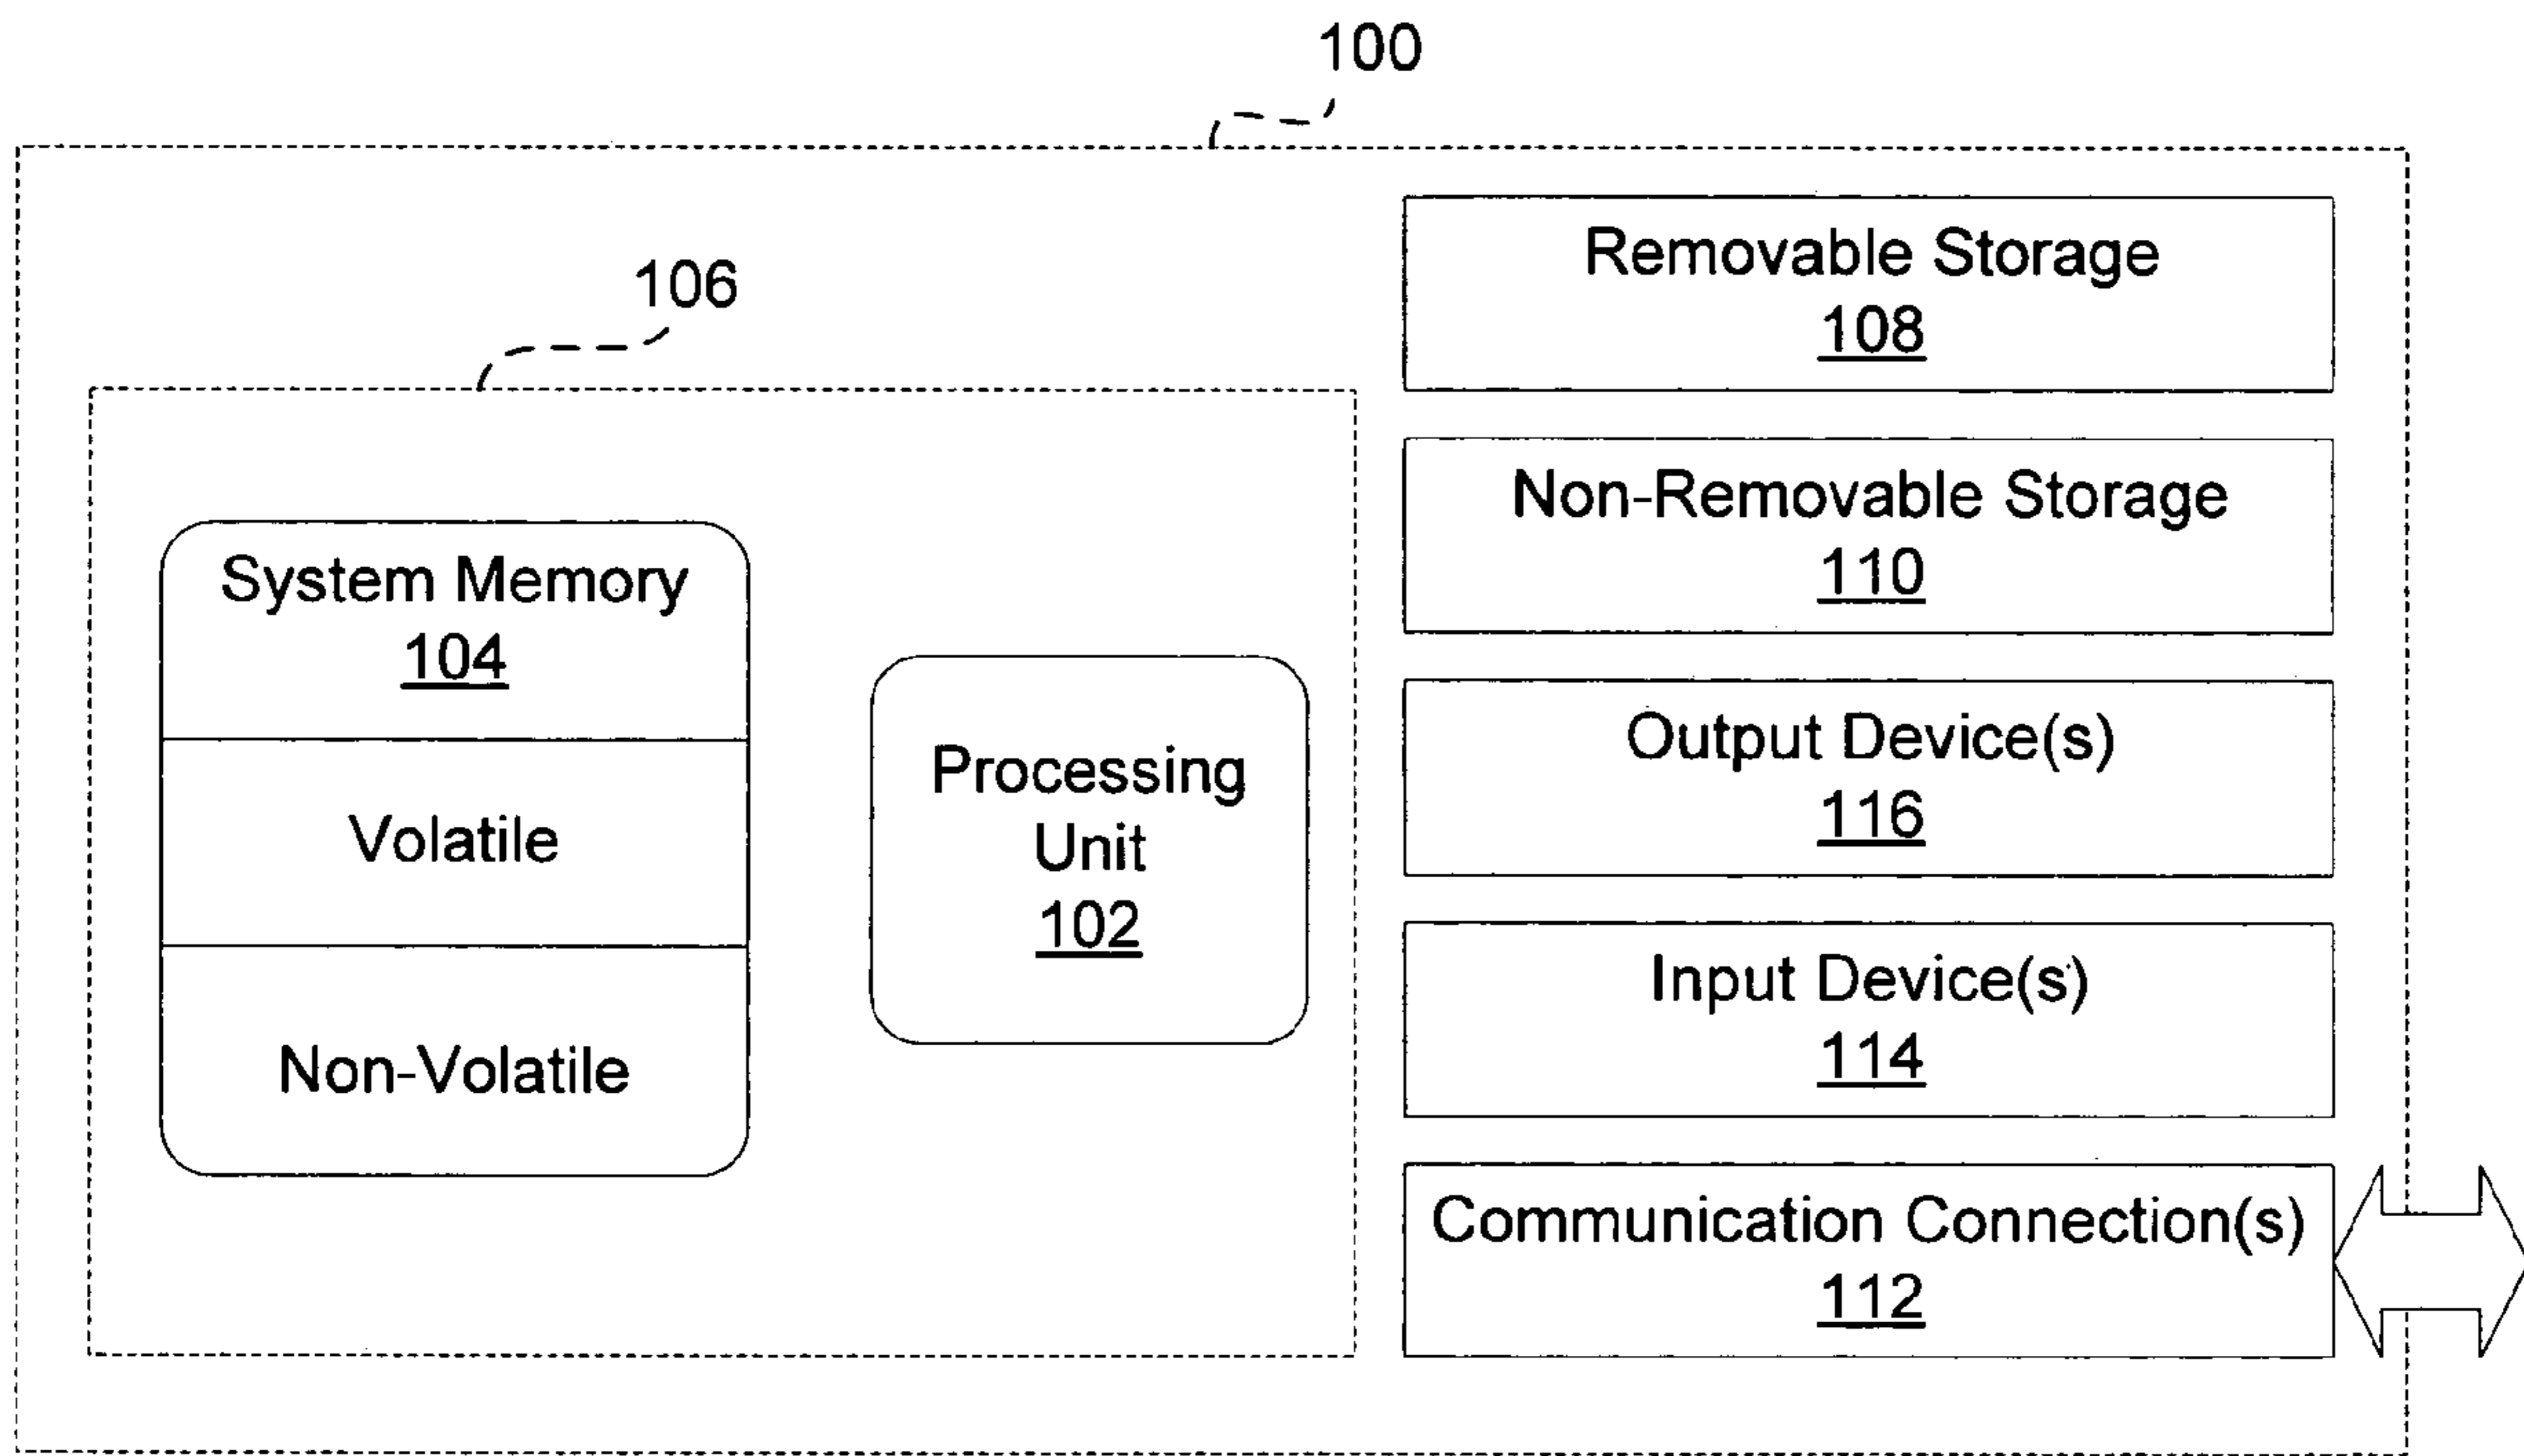 100
106
System Memory
104
Volatile
Non-Volatile
Processing
Unit
102
Removable Storage
108
Non-Removable Storage
110
Output Device(s)
116
Input Device(s)
114
Communication Connection(s)
112